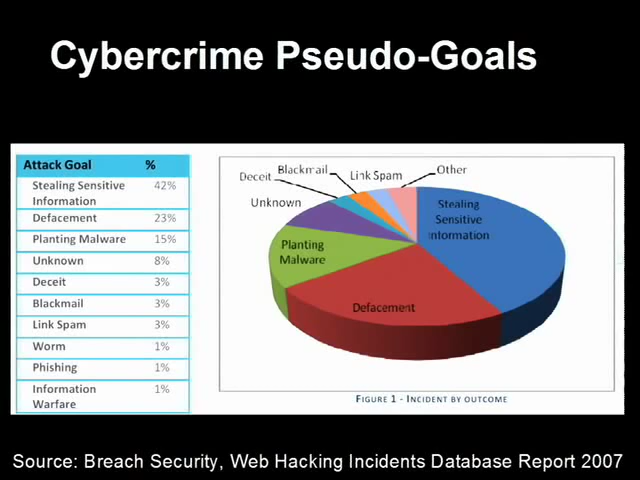 Cybercrime Pseudo-Goals
Attack Goal %
Stealing Sensitive 42%
Information
Defacement 23%
Planting Malware 15%
Unknown 8%
Deceit 3%
Blackmail 3%
Link Spam 3%
Worm 1%
Phishing 1%
Information 1%
Warfare
Blackmail
Other
Deceit
Link Spam
Unknown
Stealing
Sensitive
Information
Planting
Malware
Defacement
FIGURE 1 - INCIDENT BY OUTCOME
Source: Breach Security, Web Hacking Incidents Database Report 2007